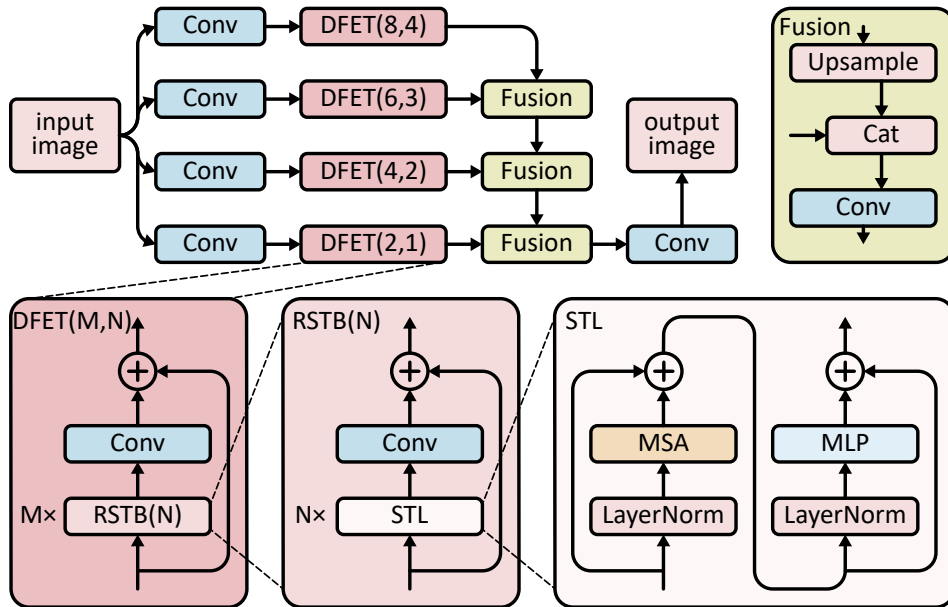 Conv
DFET(8,4)
Fusion
Upsample
input
image
Conv
DFET(6,3)
Fusion
output
image
Cat
Conv
DFET(4,2)
Fusion
Conv
Conv
DFET(2,1)
Fusion
Conv
DFET(M,N)
RSTB(N)
STL
Conv
Conv
MSA
MLP
M× RSTB(N)
N× STL
LayerNorm
LayerNorm